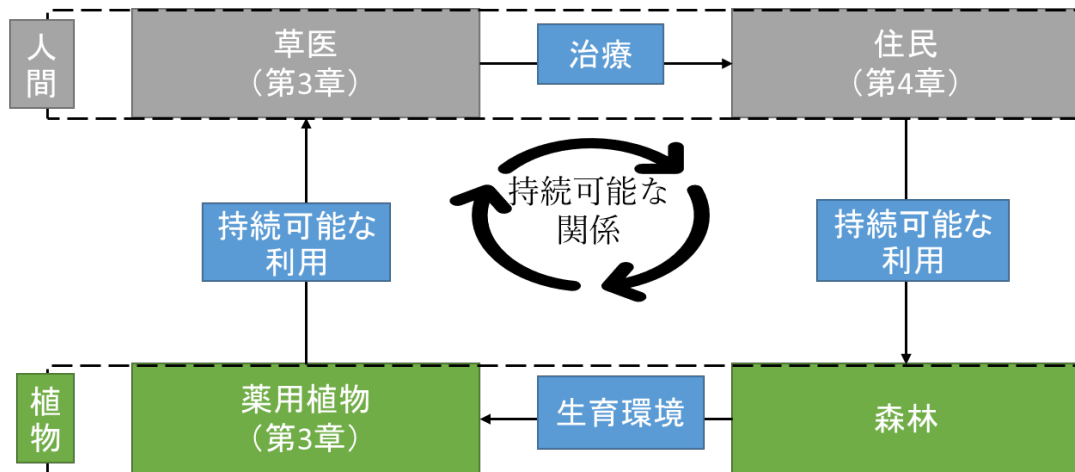 人間
草医
（第3章）
治療
住民
（第4章）
持続可能な
関係
持続可能な
利用
持続可能な
利用
植物
薬用植物
（第3章）
生育環境
森林